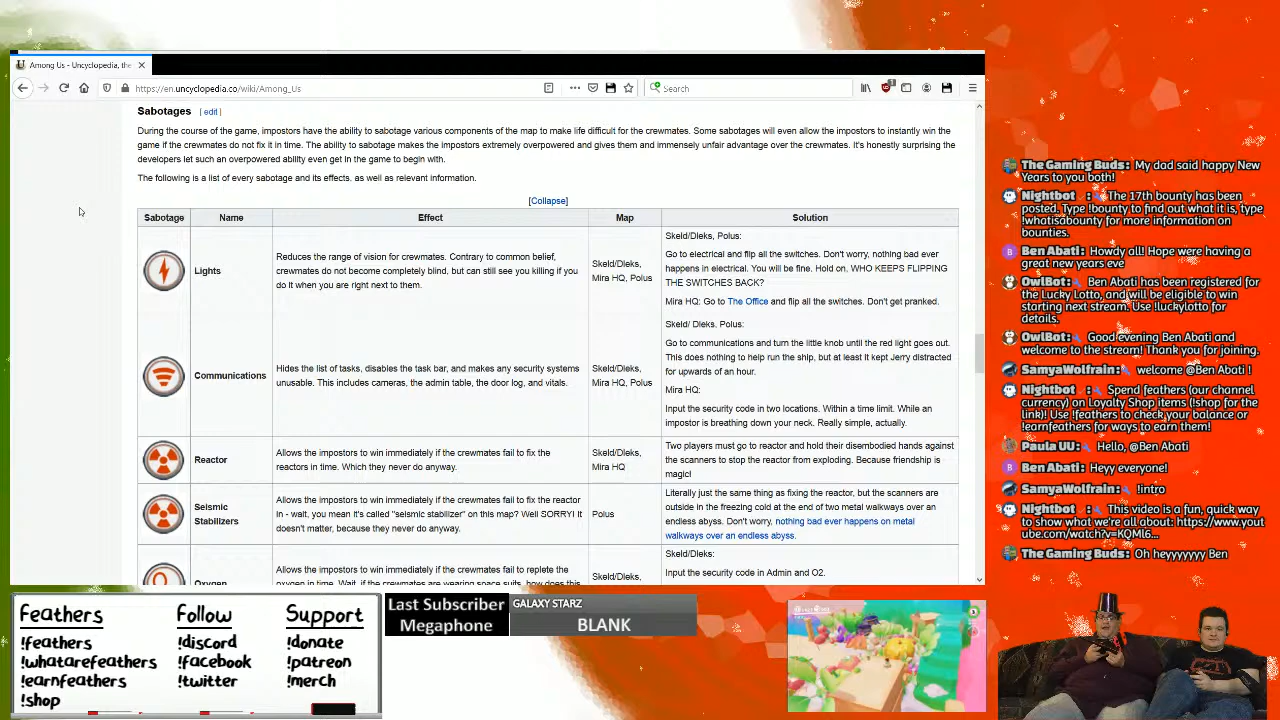 Among Us - Uncyclopedia, the
https://en.uncyclopedia.co/wiki/Among_Us
Search
Sabotages [ edit ]
During the course of the game, impostors have the ability to sabotage various components of the map to make life difficult for the crewmates. Some sabotages will even allow the impostors to instantly win the
game if the crewmates do not fix it in time. The ability to sabotage makes the impostors extremely overpowered and gives them and immensely unfair advantage over the crewmates. It's honestly surprising the
developers let such an overpowered ability even get in the game to begin with.
The following is a list of every sabotage and its effects, as well as relevant information.
[Collapse]
Sabotage Name Effect Map Solution
Lights
Reduces the range of vision for crewmates. Contrary to common belief,
crewmates do not become completely blind, but can still see you killing if you
do it when you are right next to them.
Skeld/Dleks,
Mira HQ, Polus
Skeld/Dleks, Polus:
Go to electrical and flip all the switches. Don't worry, nothing bad ever
happens in electrical. You will be fine. Hold on, WHO KEEPS FLIPPING
THE SWITCHES BACK?
Mira HQ: Go to The Office and flip all the switches. Don't get pranked.
Communications
Hides the list of tasks, disables the task bar, and makes any security systems
unusable. This includes cameras, the admin table, the door log, and vitals.
Skeld/Dleks,
Mira HQ, Polus
Skeld/ Dleks, Polus:
Go to communications and turn the little knob until the red light goes out.
This does nothing to help run the ship, but at least it kept Jerry distracted
for upwards of an hour.
Mira HQ:
Input the security code in two locations. Within a time limit. While an
impostor is breathing down your neck. Really simple, actually.
Reactor
Allows the impostors to win immediately if the crewmates fail to fix the
reactors in time. Which they never do anyway.
Skeld/Dleks,
Mira HQ
Two players must go to reactor and hold their disembodied hands against
the scanners to stop the reactor from exploding. Because friendship is
magic!
Seismic
Stabilizers
Allows the impostors to win immediately if the crewmates fail to fix the reactor
in - wait, you mean it's called "seismic stabilizer" on this map? Well SORRY! It
doesn't matter, because they never do anyway.
Polus
Literally just the same thing as fixing the reactor, but the scanners are
outside in the freezing cold at the end of two metal walkways over an
endless abyss. Don't worry, nothing bad ever happens on metal
walkways over an endless abyss.
Oxygen
Allows the impostors to win immediately if the crewmates fail to replete the
oxygen in time. Wait, if the crewmates are wearing space suits, how does this
Skeld/Dleks,
Skeld/Dleks:
Input the security code in Admin and O2.
The Gaming Buds: My dad said happy New
Years to you both!
Nightbot : The 17th bounty has been
posted. Type !bounty to find out what it is, type
!whatisabounty for more information on
bounties.
Ben Abati: Howdy all! Hope were having a
great new years eve
OwlBot: Ben Abati has been registered for
the Lucky Lotto, and will be eligible to win
starting next stream. Use !luckylotto for
details.
OwlBot: Good evening Ben Abati and
welcome to the stream! Thank you for joining.
SamyaWolfrain: welcome @Ben Abati !
Nightbot : Spend feathers (our channel
currency) on Loyalty Shop items (!shop for the
link)! Use !feathers to check your balance or
!earnfeathers for ways to earn them!
Paula UU: Hello, @Ben Abati
Ben Abati: Heyy everyone!
SamyaWolfrain: !intro
Nightbot : This video is a fun, quick way
to show what we're all about: https://www.yout
ube.com/watch?v=KQMl6...
The Gaming Buds: Oh heyyyyyyy Ben
feathers
!feathers
!whatarefeathers
!earnfeathers
!shop
Follow
!discord
!facebook
!twitter
Support
!donate
!patreon
!merch
Last Subscriber
Megaphone
GALAXY STARZ
BLANK